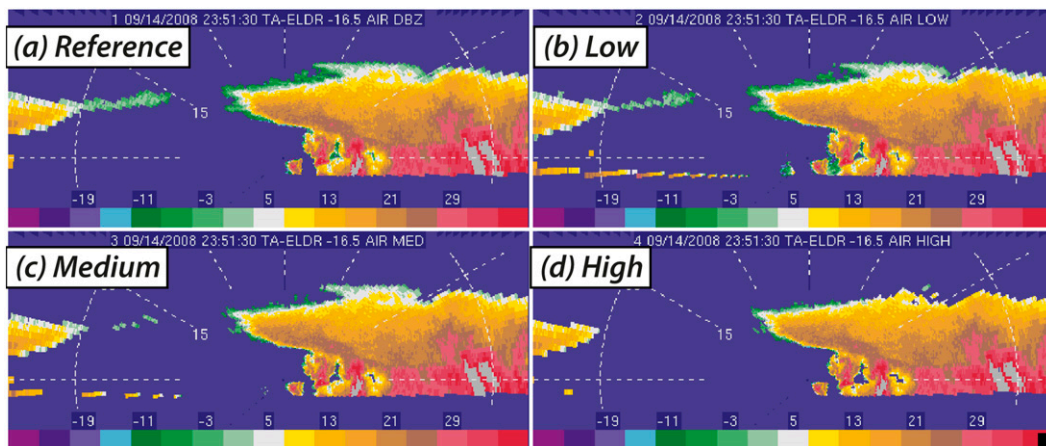 1 09/14/2008 23:51:30 TA-ELDR -16.5 AIR DBZ
(a) Reference
15
-19 -11 -3 5 13 21 29
2 09/14/2008 23:51:30 TA-ELDR -16.5 AIR LOW
(b) Low
15
-19 -11 -3 5 13 21 29
3 09/14/2008 23:51:30 TA-ELDR -16.5 AIR MED
(c) Medium
15
-19 -11 -3 5 13 21 29
4 09/14/2008 23:51:30 TA-ELDR -16.5 AIR HIGH
(d) High
15
-19 -11 -3 5 13 21 29